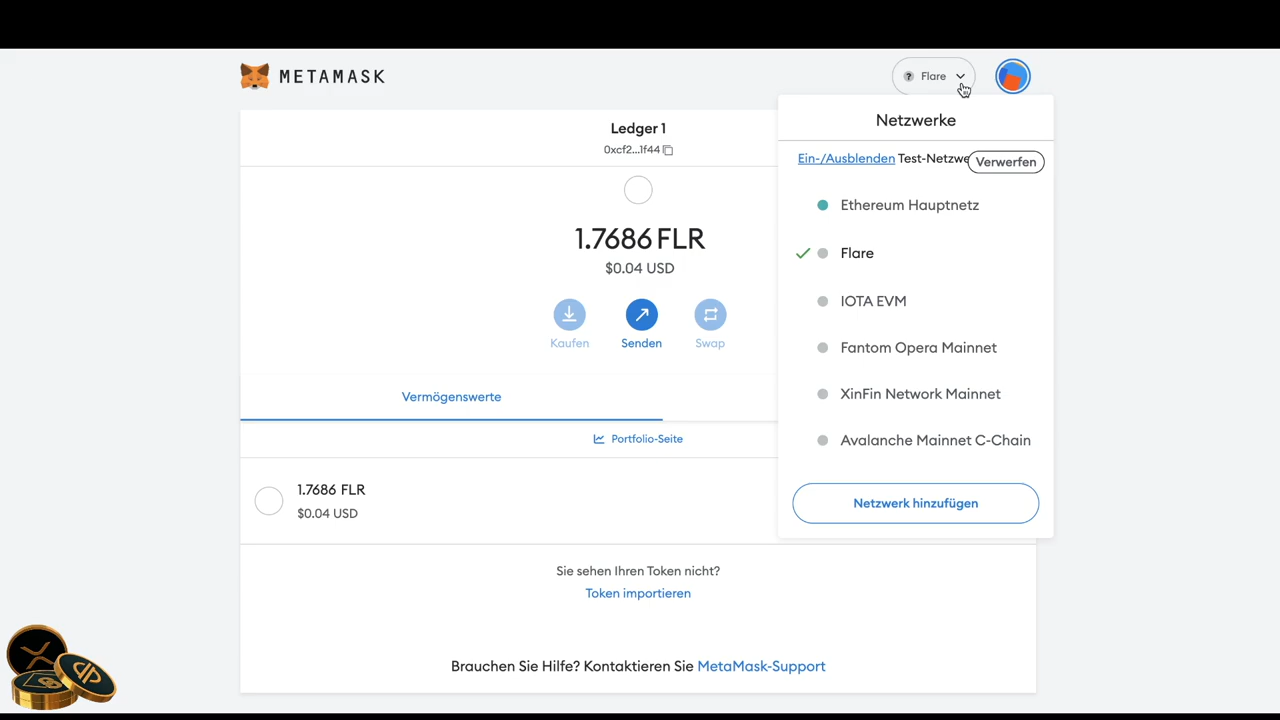 METAMASK
? Flare
Ledger 1
0xcf2...1f44
1.7686 FLR
$0.04 USD
Kaufen
Senden
Swap
Vermögenswerte
Portfolio-Seite
1.7686 FLR
$0.04 USD
Sie sehen Ihren Token nicht?
Token importieren
Brauchen Sie Hilfe? Kontaktieren Sie MetaMask-Support
Netzwerke
Ein-/Ausblenden Test-Netzwe
Verwerfen
Ethereum Hauptnetz
Flare
IOTA EVM
Fantom Opera Mainnet
XinFin Network Mainnet
Avalanche Mainnet C-Chain
Netzwerk hinzufügen